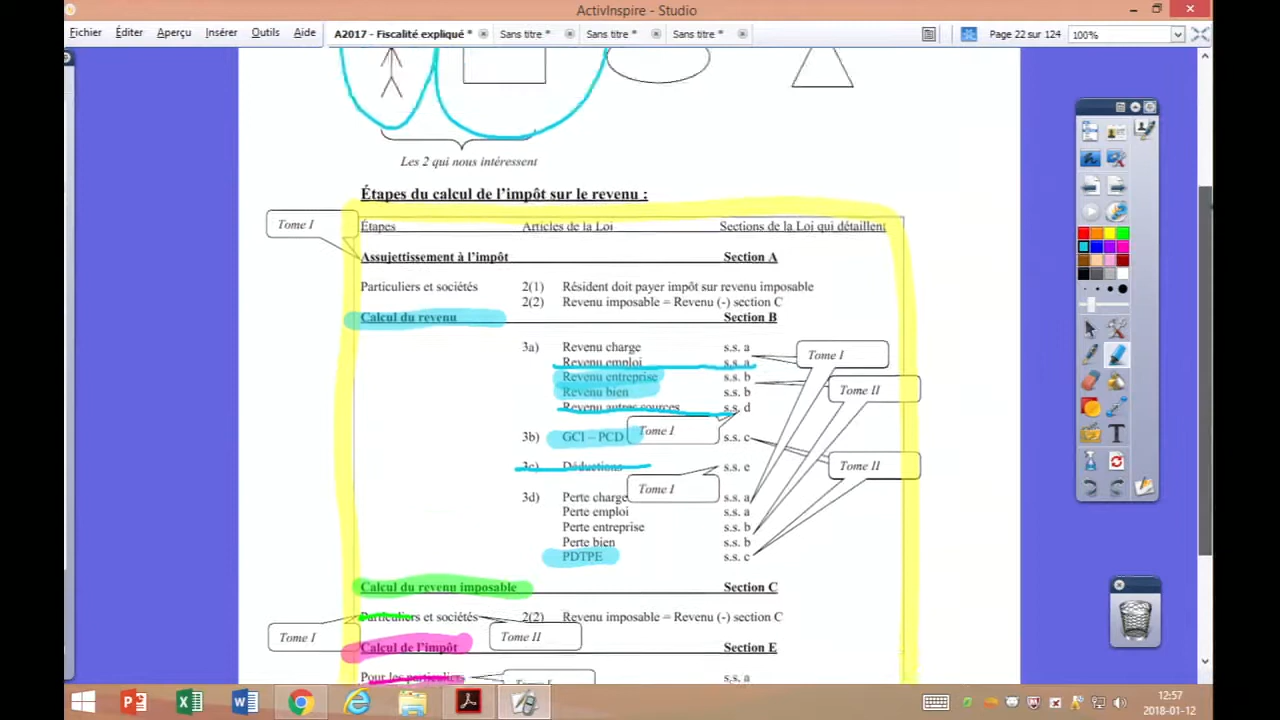 ActivInspire - Studio
Fichier Éditer Aperçu Insérer Outils Aide A2017 - Fiscalité expliqué * Sans titre * Sans titre * Sans titre * Page 22 sur 124 100%
Les 2 qui nous intéressent
Étapes du calcul de l'impôt sur le revenu :
Tome I
Étapes Articles de la Loi Sections de la Loi qui détaillent
Assujettissement à l'impôt Section A
Particuliers et sociétés 2(1) Résident doit payer impôt sur revenu imposable
2(2) Revenu imposable = Revenu (-) section C
Calcul du revenu Section B
3a) Revenu charge s.s. a
Tome I
Revenu emploi s.s. a
Revenu entreprise s.s. b
Revenu bien s.s. b
Tome II
Revenu autres sources s.s. d
Tome I
3b) GCI – PCD s.s. c
3c) Déductions s.s. e
Tome II
Tome I
3d) Perte charge s.s. a
Perte emploi s.s. a
Perte entreprise s.s. b
Perte bien s.s. b
PDTPE s.s. c
Calcul du revenu imposable Section C
Particuliers et sociétés 2(2) Revenu imposable = Revenu (-) section C
Tome I Tome II
Calcul de l'impôt Section E
Pour les particuliers s.s. a
12:57
2018-01-12